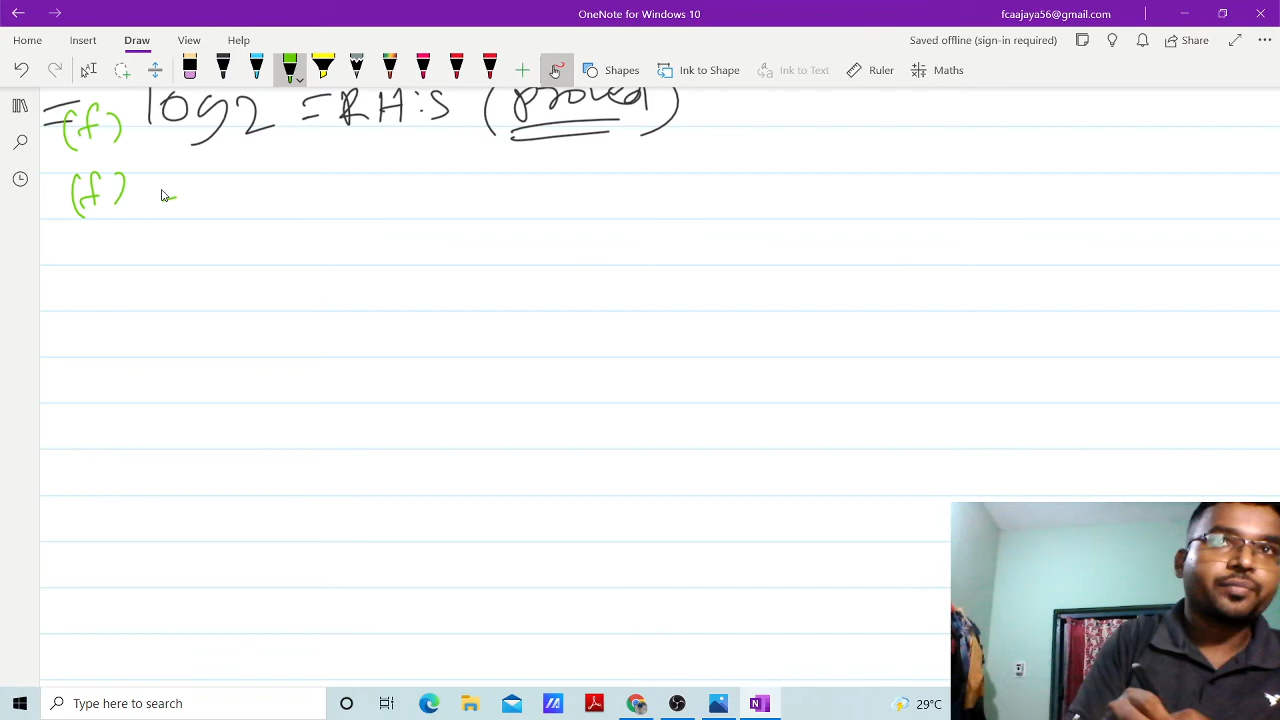 OneNote for Windows 10
fcaajaya56@gmail.com
Home Insert Draw View Help
Saved offline (sign-in required)
Share
Shapes Ink to Shape Ink to Text Ruler Maths
= log2 = RH:S (proved)
(f)
(f)
Type here to search
29°C